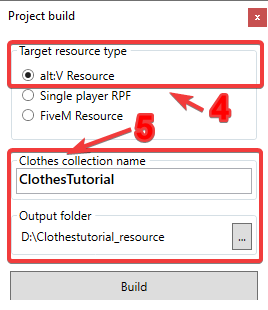 Project build
x
Target resource type
alt:V Resource
Single player RPF
4
FiveM Resource
5
Clothes collection name
ClothesTutorial
Output folder
D:\Clothestutorial_resource
...
Build